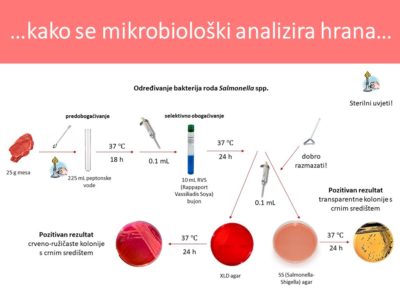 ...kako se mikrobiološki analizira hrana...
Određivanje bakterija roda Salmonella spp.
Sterilni uvjeti!
predobogaćivanje
selektivno obogaćivanje
37 °C
37 °C
18 h
0.1 mL
24 h
dobro
razmazati!
25 g mesa
225 mL peptonske
vode
10 mL RVS
(Rappaport
Vassiliadis Soya)
bujon
0.1 mL
Pozitivan rezultat
transparentne kolonije s
crnim središtem
Pozitivan rezultat
crveno-ružičaste kolonije
s crnim središtem
37 °C
24 h
37 °C
24 h
XLD agar
SS (Salmonella-
Shigella) agar